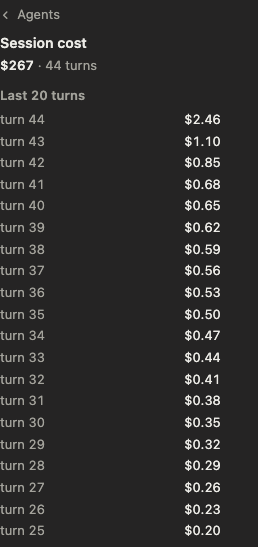 Agents
Session cost
$267 · 44 turns
Last 20 turns
turn 44 $2.46
turn 43 $1.10
turn 42 $0.85
turn 41 $0.68
turn 40 $0.65
turn 39 $0.62
turn 38 $0.59
turn 37 $0.56
turn 36 $0.53
turn 35 $0.50
turn 34 $0.47
turn 33 $0.44
turn 32 $0.41
turn 31 $0.38
turn 30 $0.35
turn 29 $0.32
turn 28 $0.29
turn 27 $0.26
turn 26 $0.23
turn 25 $0.20